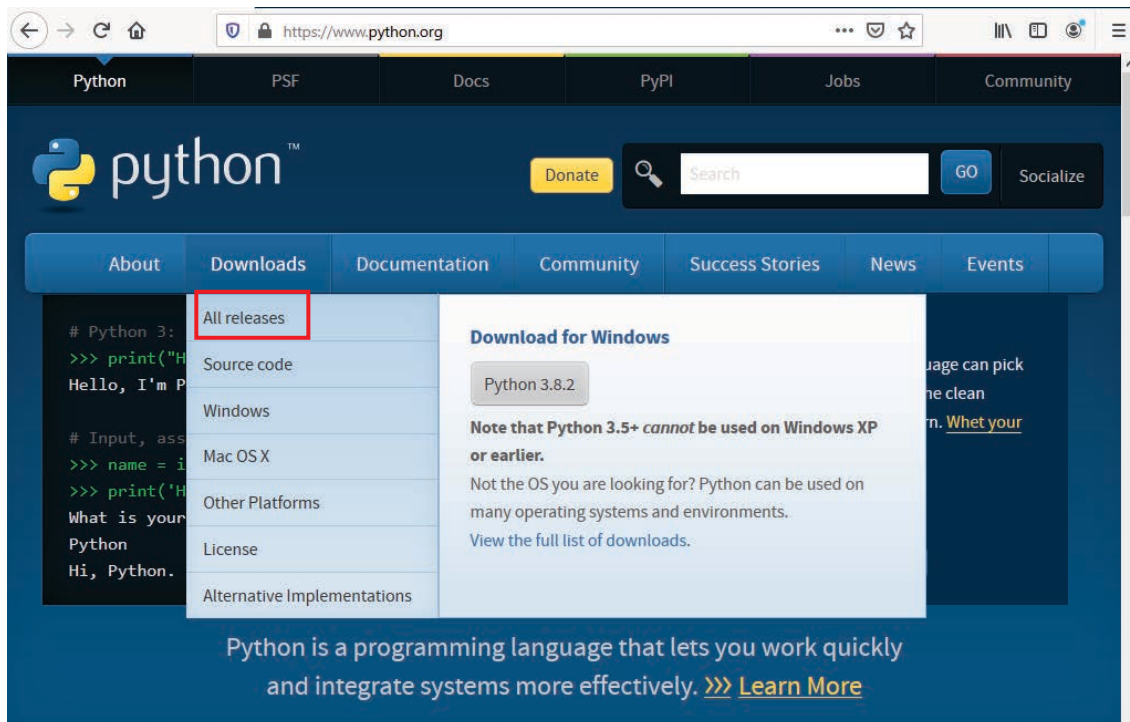 https://www.python.org
Python PSF Docs PyPI Jobs Community
python™
Donate Search GO Socialize
About Downloads Documentation Community Success Stories News Events
All releases
Source code
Windows
Mac OS X
Other Platforms
License
Alternative Implementations
Download for Windows
Python 3.8.2
Note that Python 3.5+ cannot be used on Windows XP
or earlier.
Not the OS you are looking for? Python can be used on
many operating systems and environments.
View the full list of downloads.
# Python 3:
>>> print("H
Hello, I'm P
# Input, ass
>>> name = i
>>> print('H
What is your
Python
Hi, Python.
can pick
clean
Whet your
Python is a programming language that lets you work quickly
and integrate systems more effectively. >>> Learn More